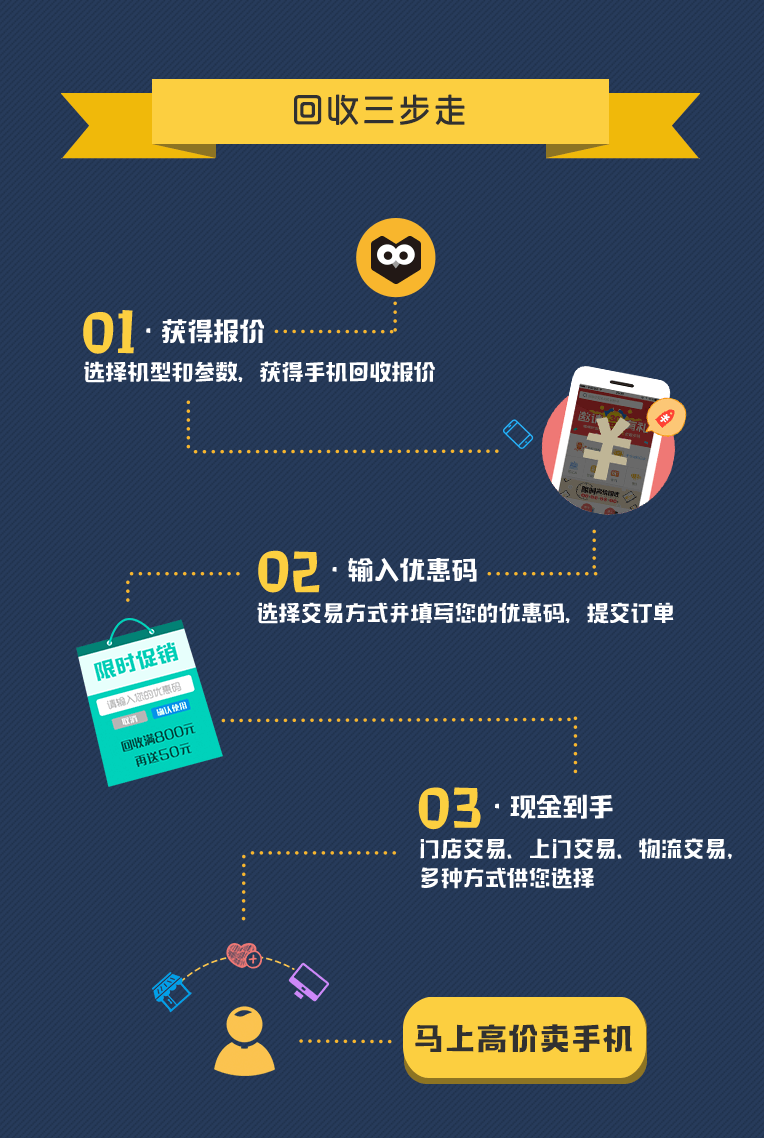 回收三步走
01·获得报价
选择机型和参数，获得手机回收报价
¥
02·输入优惠码
选择交易方式并填写您的优惠码，提交订单
限时促销
请输入您的优惠码
取消 确认使用
回收满800元
再送50元
03·现金到手
门店交易、上门交易、物流交易，
多种方式供您选择
马上高价卖手机